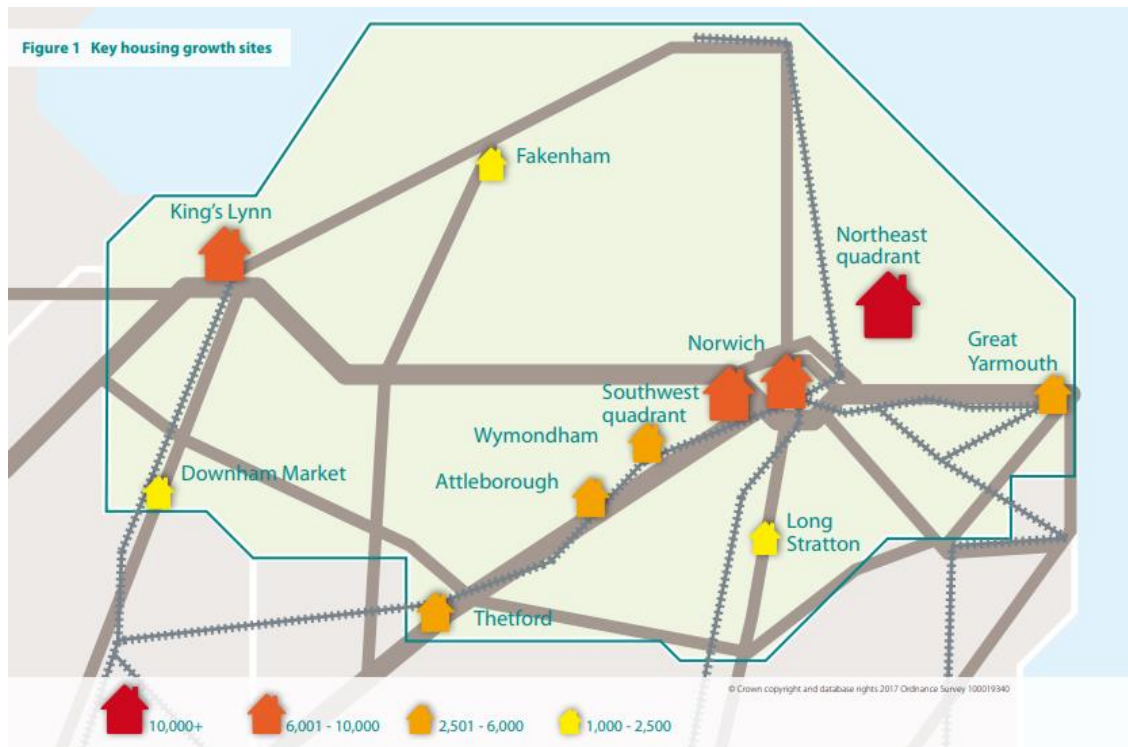 Figure 1 Key housing growth sites
Fakenham
King's Lynn
Northeast
quadrant
Norwich
Great
Yarmouth
Southwest
quadrant
Wymondham
Attleborough
Downham Market
Long
Stratton
Thetford
© Crown copyright and database rights 2017 Ordnance Survey 100019340
10,000+
6,001 - 10,000
2,501 - 6,000
1,000 - 2,500